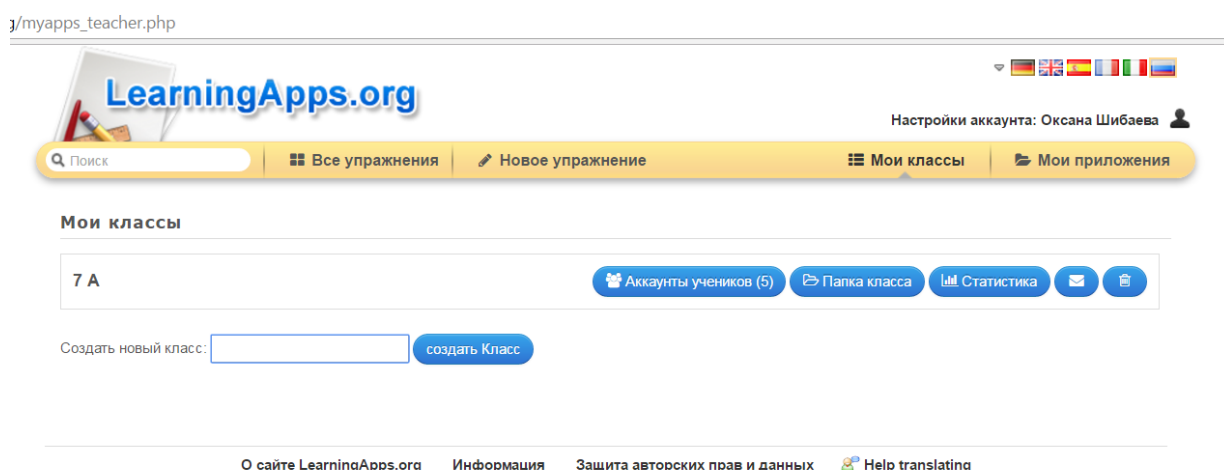 g/myapps_teacher.php
LearningApps.org
Настройки аккаунта: Оксана Шибаева
Поиск
Все упражнения
Новое упражнение
Мои классы
Мои приложения
Мои классы
7 А
Аккаунты учеников (5)
Папка класса
Статистика
Создать новый класс:
создать Класс
О сайте LearningApps.org
Информация
Защита авторских прав и данных
Help translating